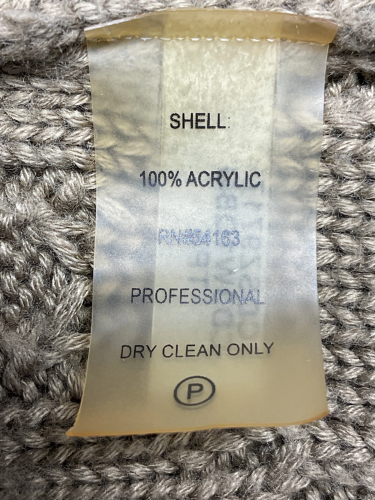 SHELL:
100% ACRYLIC
RN#54163
PROFESSIONAL
DRY CLEAN ONLY
P